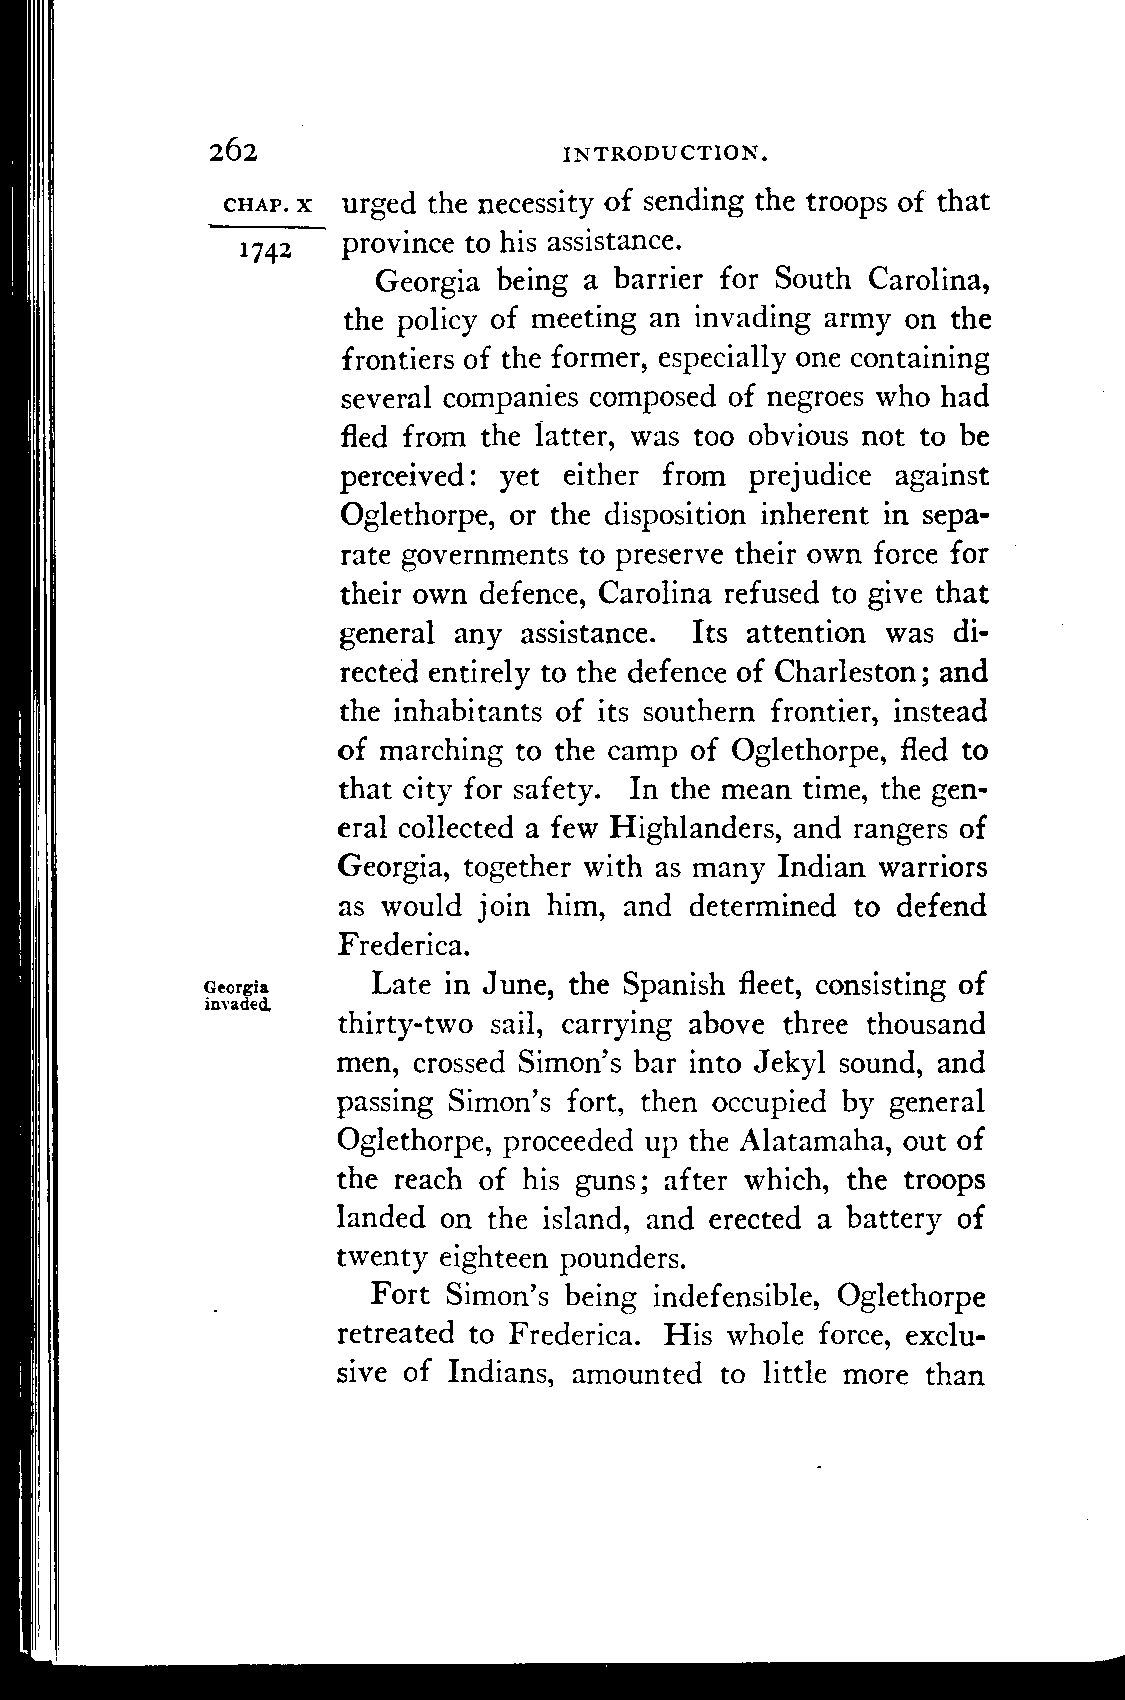 262 INTRODUCTION.
CHAP. X urged the necessity of sending the troops of that
1742 province to his assistance.
Georgia being a barrier for South Carolina,
the policy of meeting an invading army on the
frontiers of the former, especially one containing
several companies composed of negroes who had
fled from the latter, was too obvious not to be
perceived: yet either from prejudice against
Oglethorpe, or the disposition inherent in sepa-
rate governments to preserve their own force for
their own defence, Carolina refused to give that
general any assistance. Its attention was di-
rected entirely to the defence of Charleston; and
the inhabitants of its southern frontier, instead
of marching to the camp of Oglethorpe, fled to
that city for safety. In the mean time, the gen-
eral collected a few Highlanders, and rangers of
Georgia, together with as many Indian warriors
as would join him, and determined to defend
Frederica.
Georgia
invaded.
Late in June, the Spanish fleet, consisting of
thirty-two sail, carrying above three thousand
men, crossed Simon's bar into Jekyl sound, and
passing Simon's fort, then occupied by general
Oglethorpe, proceeded up the Alatamaha, out of
the reach of his guns; after which, the troops
landed on the island, and erected a battery of
twenty eighteen pounders.
Fort Simon's being indefensible, Oglethorpe
retreated to Frederica. His whole force, exclu-
sive of Indians, amounted to little more than